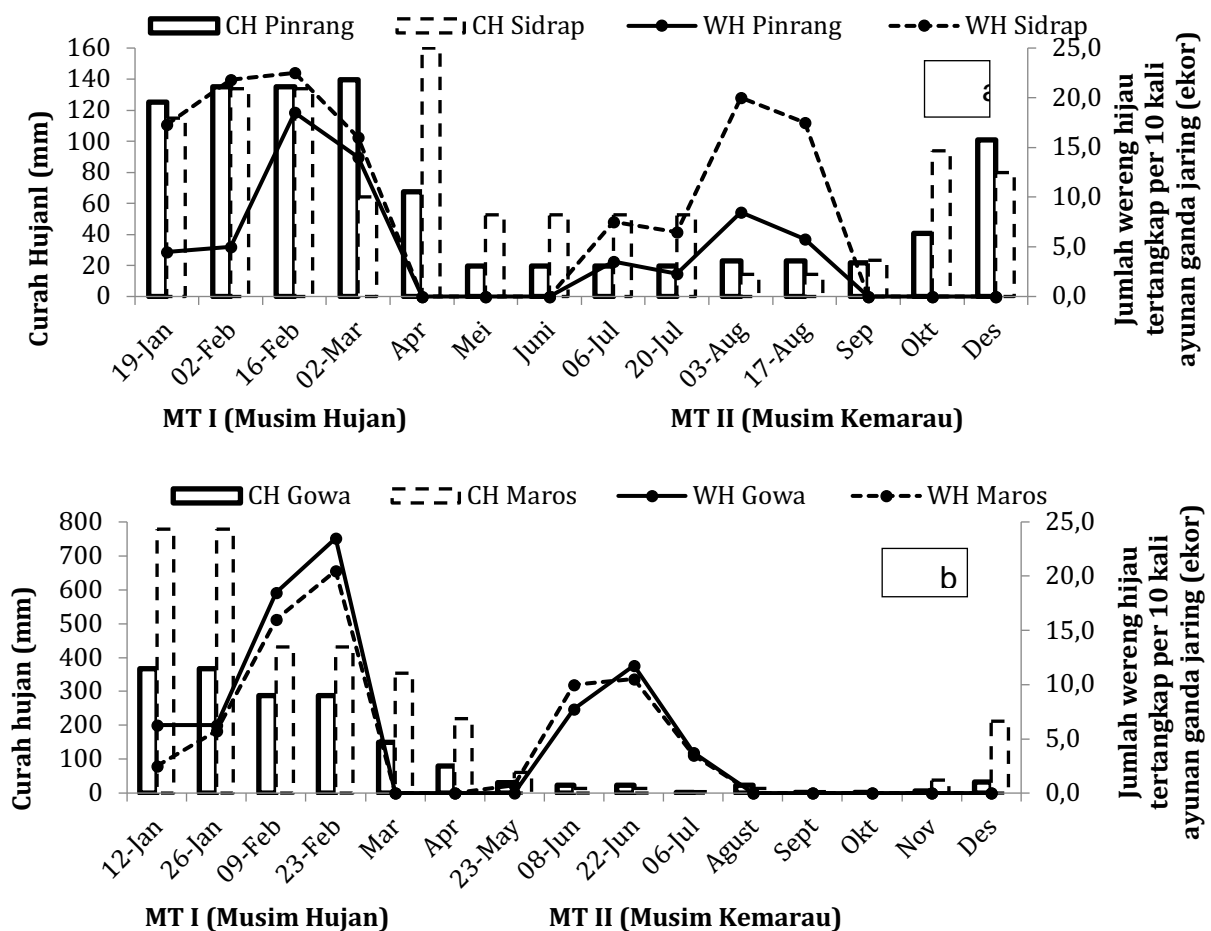 CH Pinrang CH Sidrap WH Pinrang WH Sidrap
160
140
120
100
80
60
40
20
0
Curah Hujanl (mm)
25,0
20,0
15,0
10,0
5,0
0,0
Jumlah wereng hijau
tertangkap per 10 kali
ayunan ganda jaring (ekor)
a
19-Jan
02-Feb
16-Feb
02-Mar
Apr
Mei
Juni
06-Jul
20-Jul
03-Aug
17-Aug
Sep
Okt
Des
MT I (Musim Hujan) MT II (Musim Kemarau)
CH Gowa CH Maros WH Gowa WH Maros
800
700
600
500
400
300
200
100
0
Curah hujan (mm)
25,0
20,0
15,0
10,0
5,0
0,0
Jumlah wereng hijau
tertangkap per 10 kali
ayunan ganda jaring (ekor)
b
12-Jan
26-Jan
09-Feb
23-Feb
Mar
Apr
23-May
08-Jun
22-Jun
06-Jul
Agust
Sept
Okt
Nov
Des
MT I (Musim Hujan) MT II (Musim Kemarau)